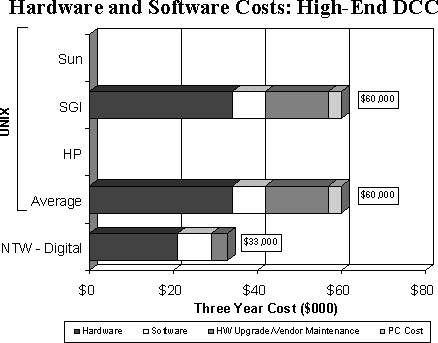 Hardware and Software Costs: High-End DCC
UNIX
Sun
SGI
$60,000
HP
Average
$60,000
NTW - Digital
$33,000
$0 $20 $40 $60 $80
Three Year Cost ($000)
Hardware Software HW Upgrade/Vendor Maintenance PC Cost